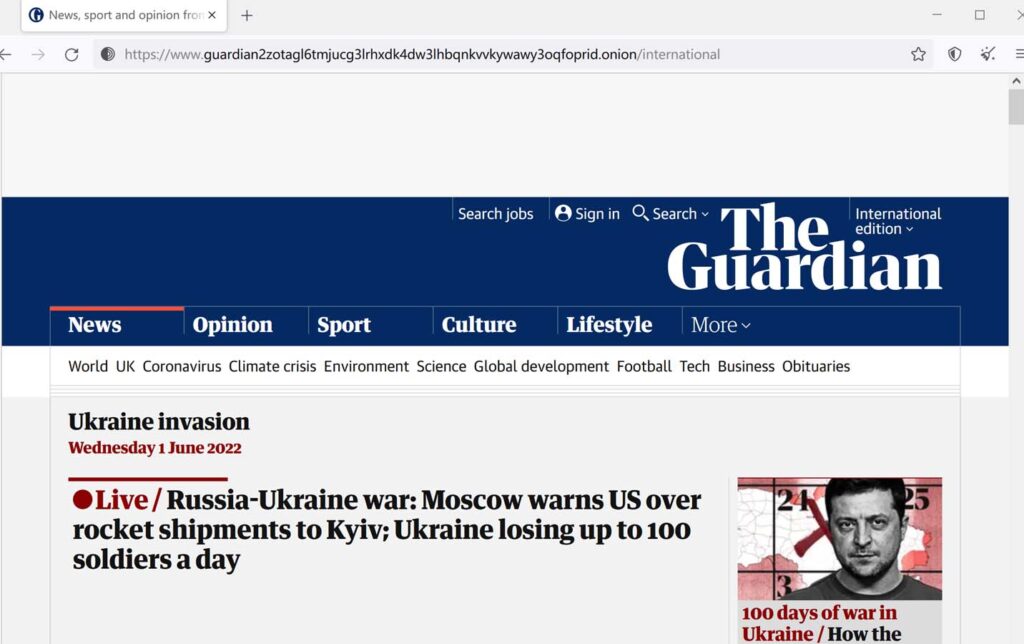 News, sport and opinion from
https://www.guardian2zotagl6tmjucg3lrhxdk4dw3lhbqnkvvkywawy3oqfoprid.onion/international
Search jobs Sign in Search
The
Guardian
International
edition
News Opinion Sport Culture Lifestyle More
World UK Coronavirus Climate crisis Environment Science Global development Football Tech Business Obituaries
Ukraine invasion
Wednesday 1 June 2022
Live / Russia-Ukraine war: Moscow warns US over
rocket shipments to Kyiv; Ukraine losing up to 100
soldiers a day
24 25
3
100 days of war in
Ukraine / How the